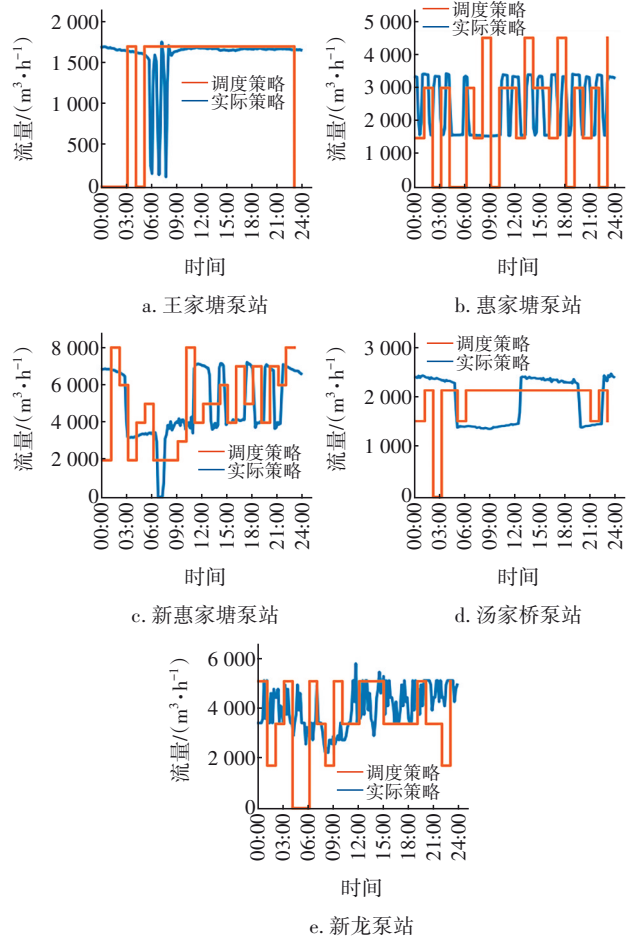 2 000
1 500
1 000
500
0
流量/(m³·h⁻¹)
调度策略
实际策略
00:00
03:00
06:00
09:00
12:00
15:00
18:00
21:00
24:00
时间
a. 王家塘泵站
5 000
4 000
3 000
2 000
1 000
0
流量/(m³·h⁻¹)
调度策略
实际策略
00:00
03:00
06:00
09:00
12:00
15:00
18:00
21:00
24:00
时间
b. 惠家塘泵站
8 000
6 000
4 000
2 000
0
流量/(m³·h⁻¹)
调度策略
实际策略
00:00
03:00
06:00
09:00
12:00
15:00
18:00
21:00
24:00
时间
c. 新惠家塘泵站
3 000
2 000
1 000
0
流量/(m³·h⁻¹)
调度策略
实际策略
00:00
03:00
06:00
09:00
12:00
15:00
18:00
21:00
24:00
时间
d. 汤家桥泵站
6 000
4 000
2 000
0
流量/(m³·h⁻¹)
调度策略
实际策略
00:00
03:00
06:00
09:00
12:00
15:00
18:00
21:00
24:00
时间
e. 新龙泵站